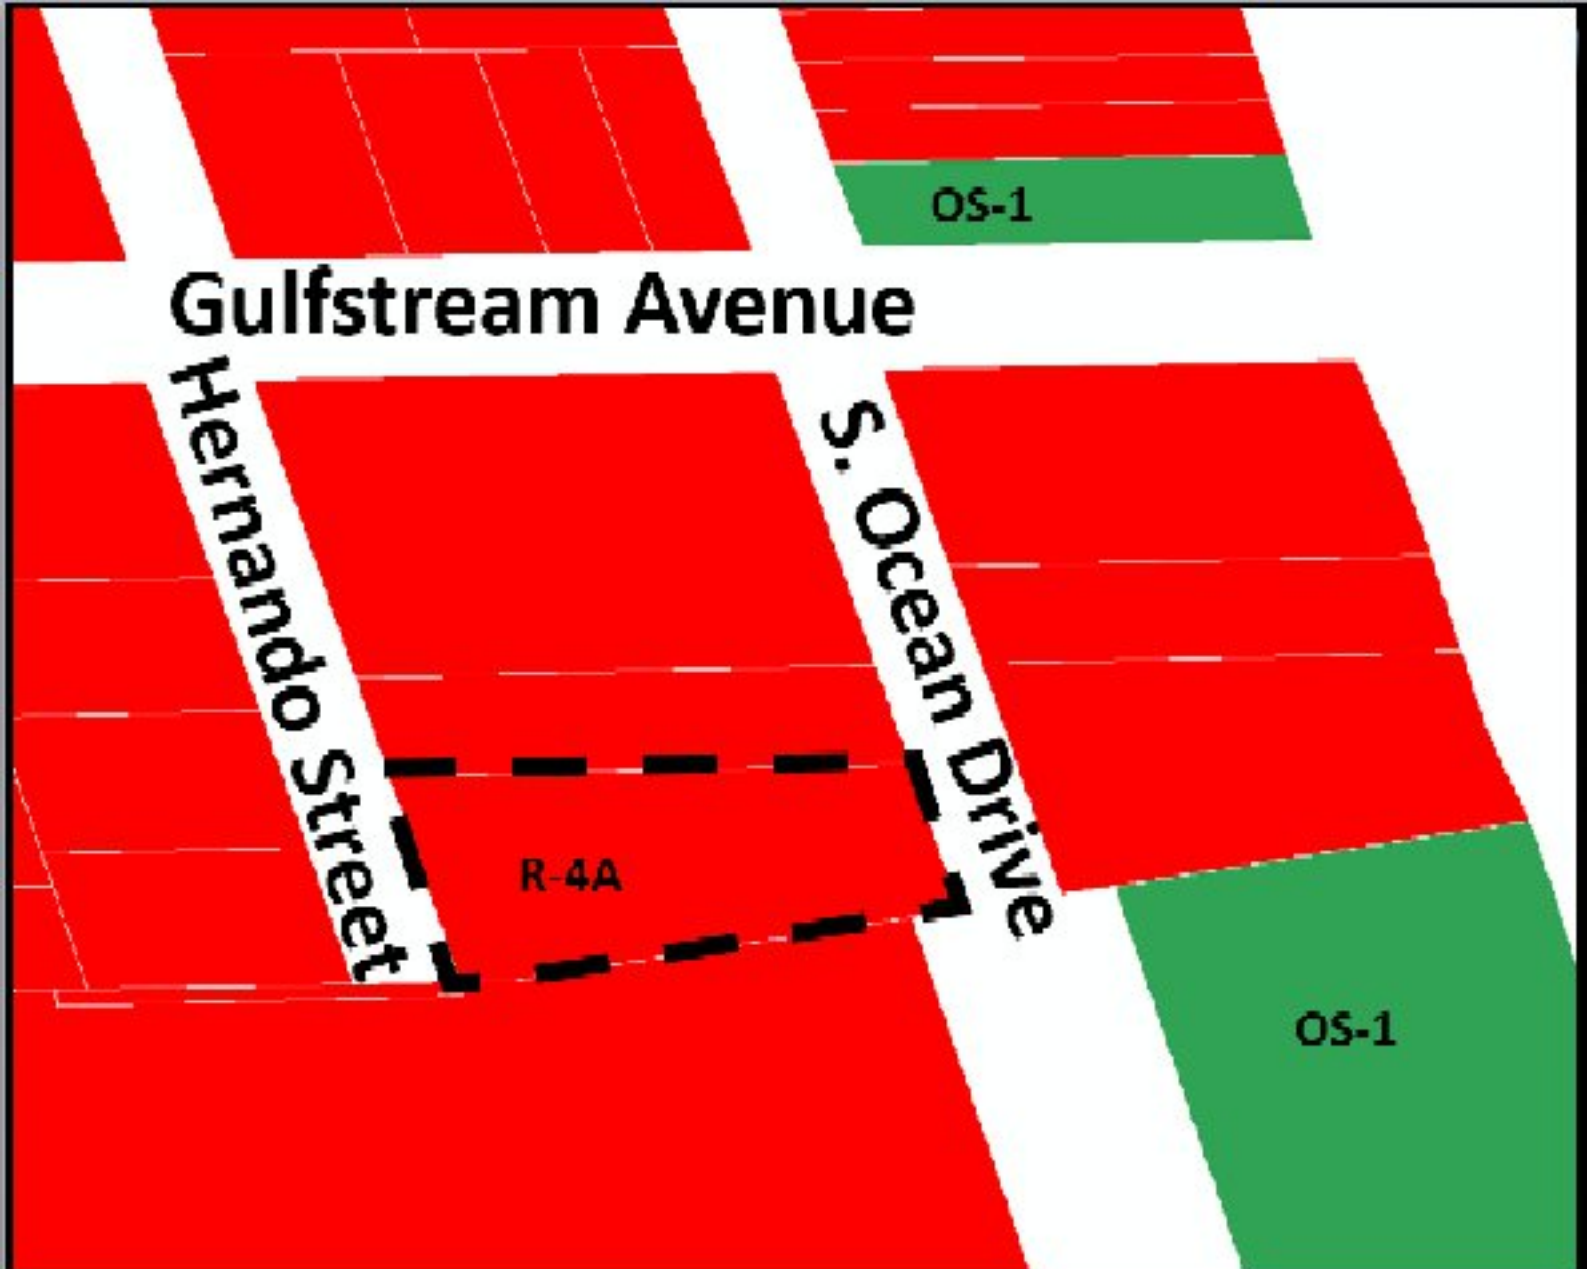 OS-1
Gulfstream Avenue
Hernando Street
S. Ocean Drive
R-4A
OS-1